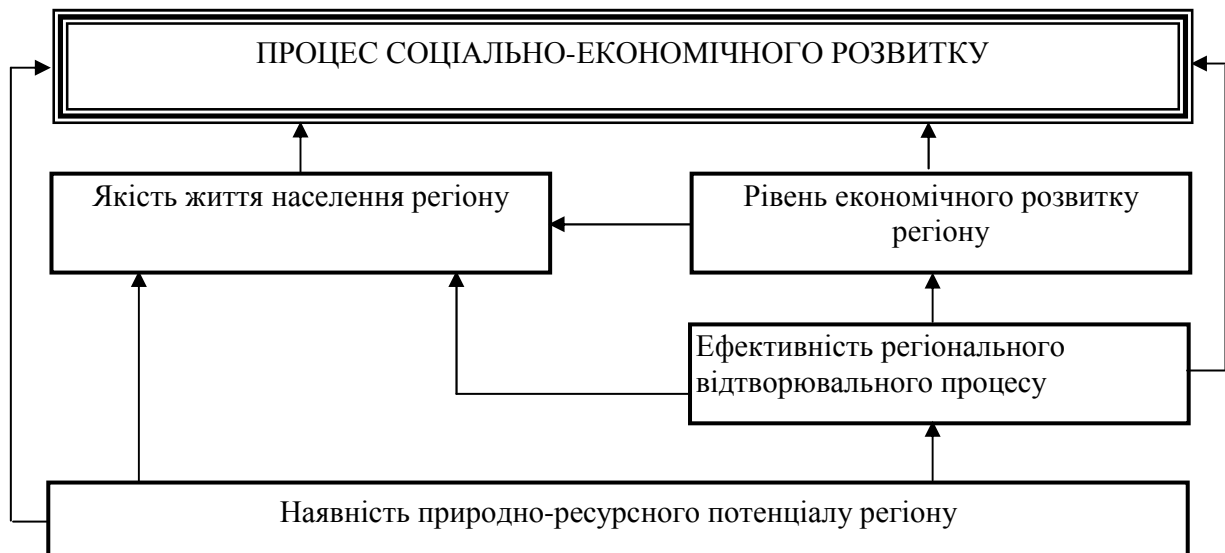 ПРОЦЕС СОЦІАЛЬНО-ЕКОНОМІЧНОГО РОЗВИТКУ
Якість життя населення регіону
Рівень економічного розвитку
регіону
Ефективність регіонального
відтворювального процесу
Наявність природно-ресурсного потенціалу регіону